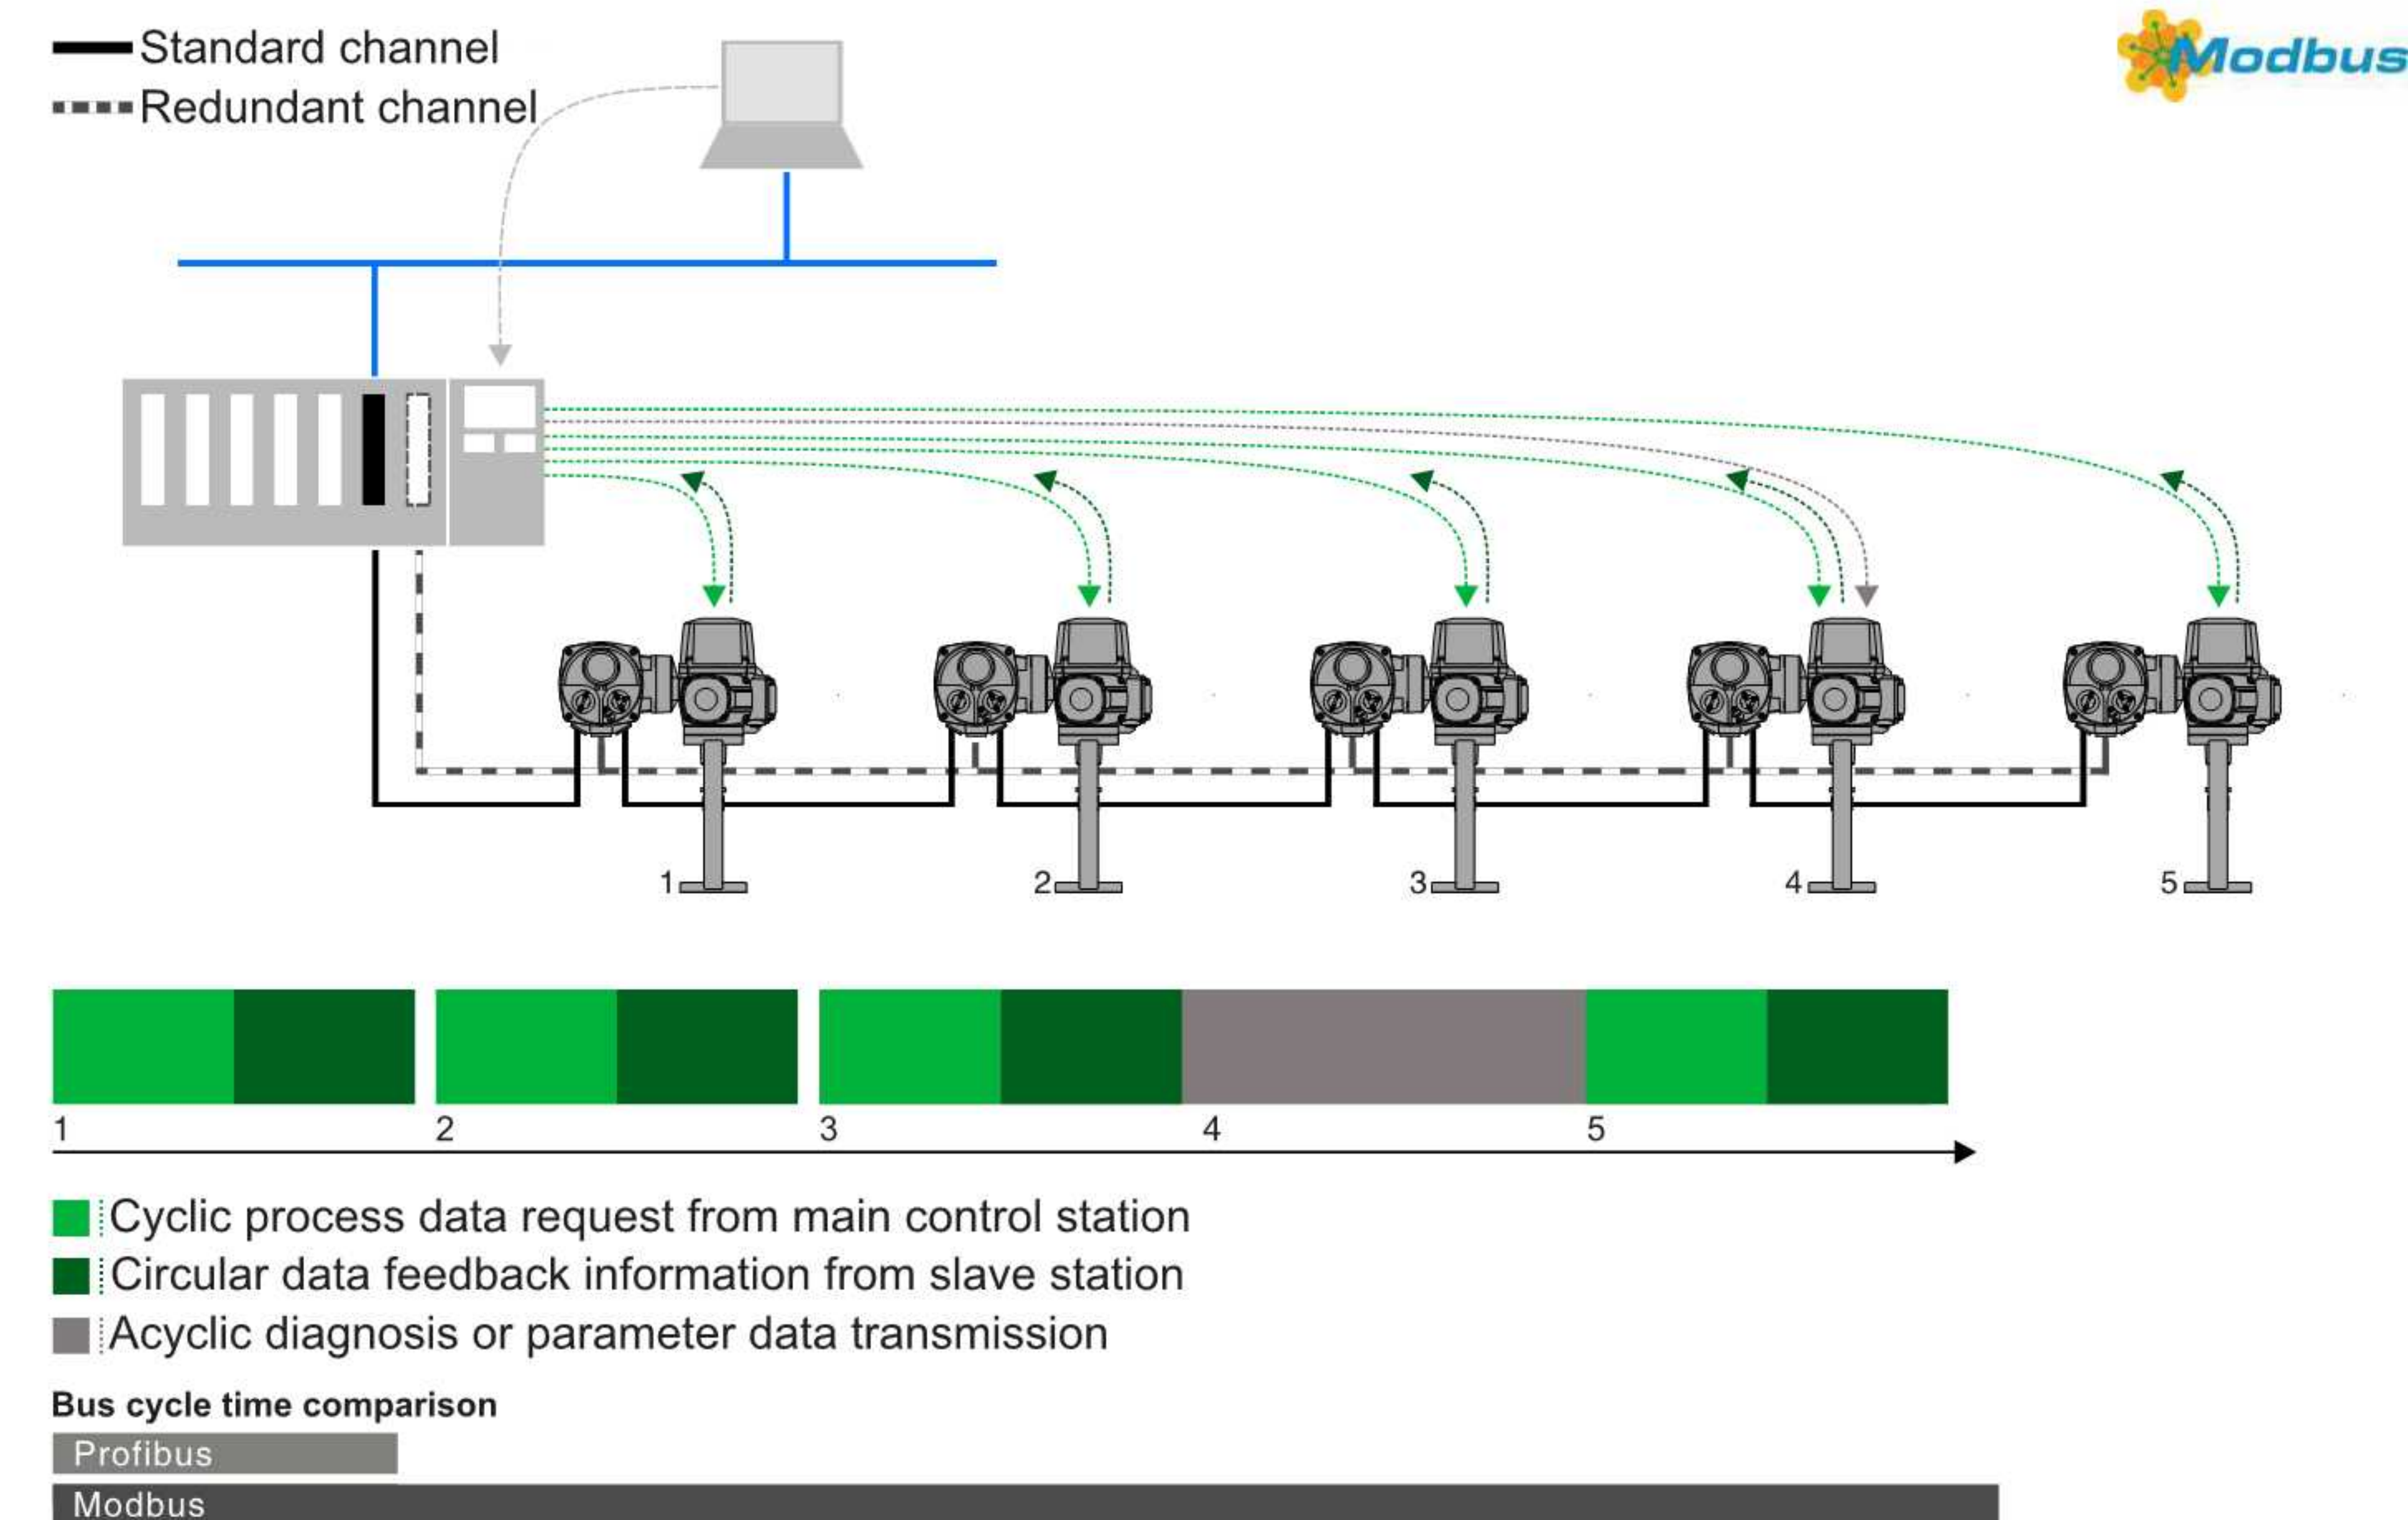 Standard channel
Redundant channel
Modbus
1 2 3 4 5
1 2 3 4 5
Cyclic process data request from main control station
Circular data feedback information from slave station
Acyclic diagnosis or parameter data transmission
Bus cycle time comparison
Profibus
Modbus